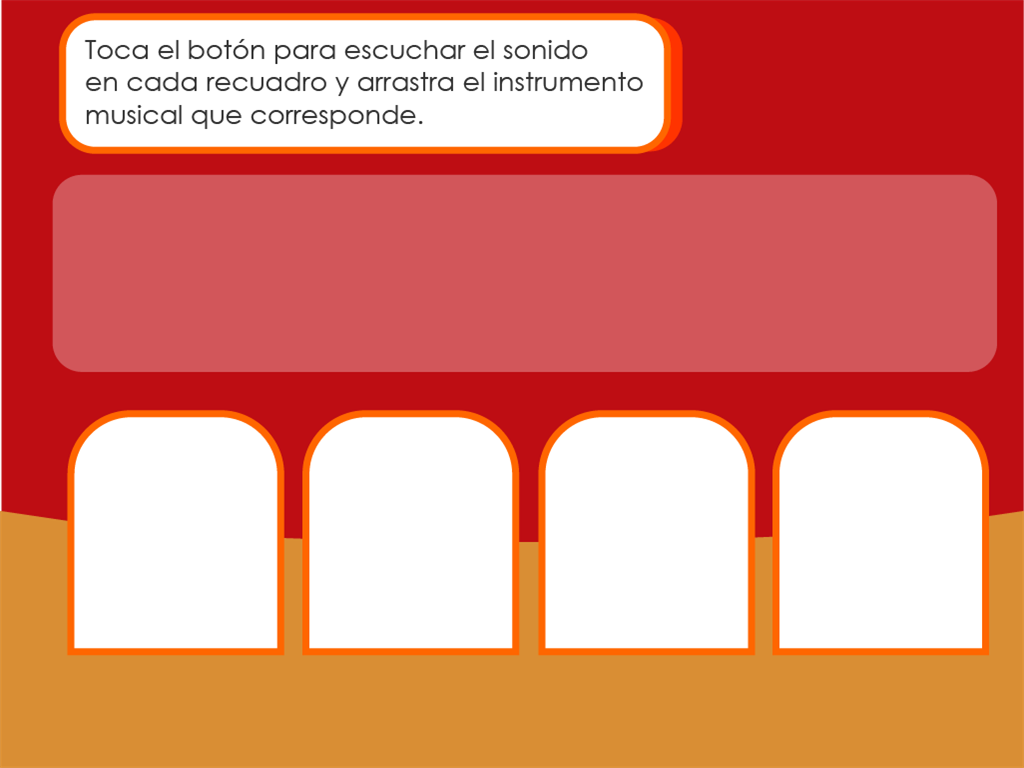 Toca el botón para escuchar el sonido
en cada recuadro y arrastra el instrumento
musical que corresponde.